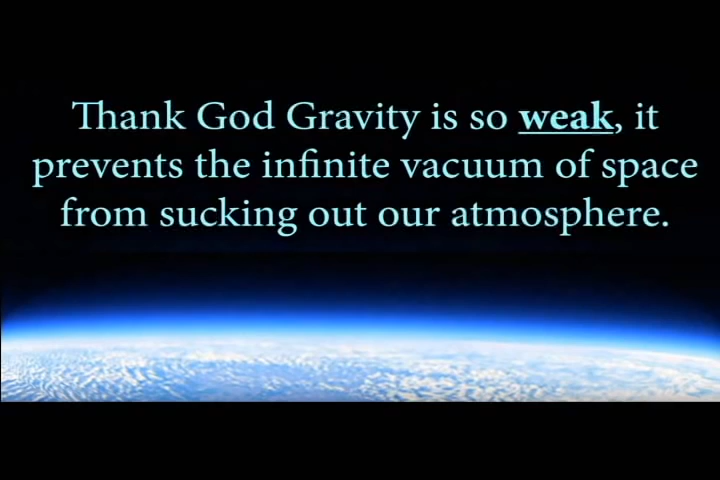 Thank God Gravity is so weak, it
prevents the infinite vacuum of space
from sucking out our atmosphere.